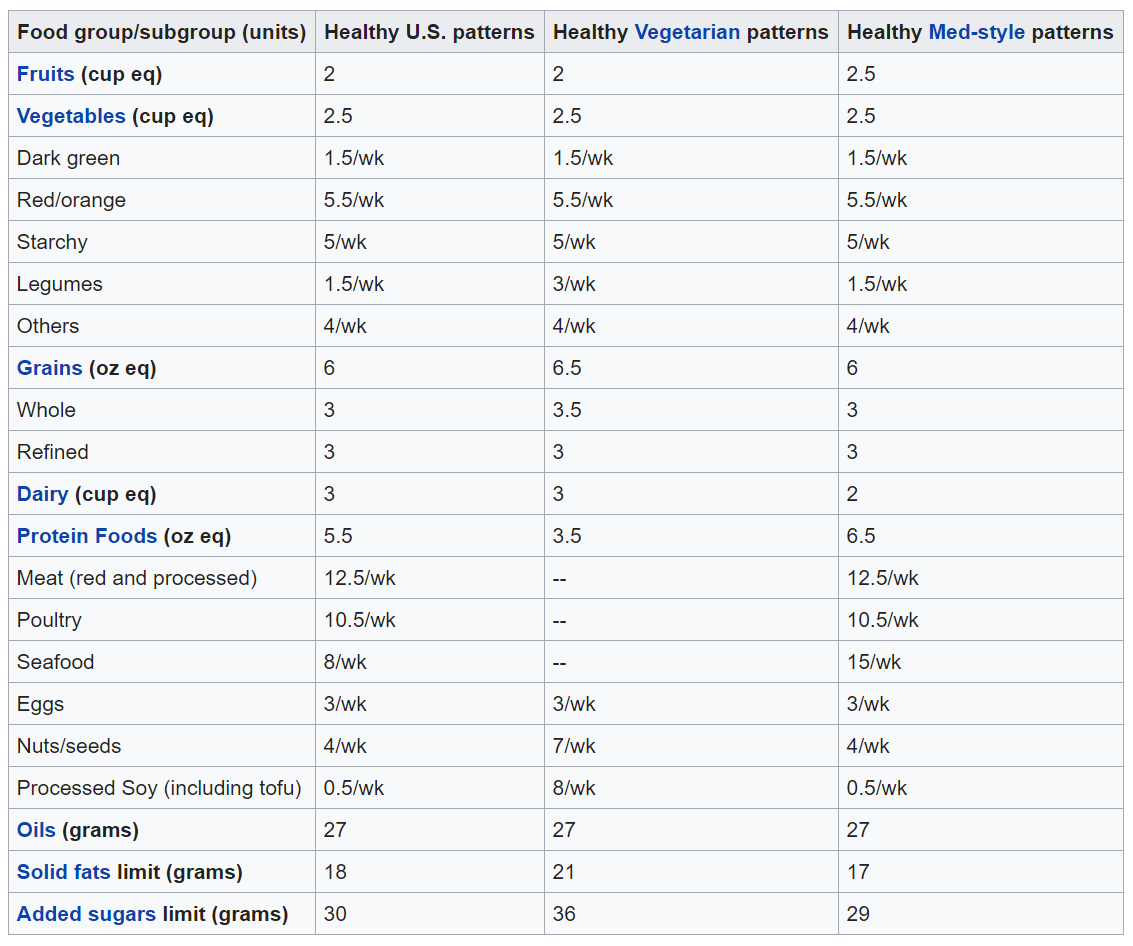 Food group/subgroup (units) Healthy U.S. patterns Healthy Vegetarian patterns Healthy Med-style patterns
Fruits (cup eq) 2 2 2.5
Vegetables (cup eq) 2.5 2.5 2.5
Dark green 1.5/wk 1.5/wk 1.5/wk
Red/orange 5.5/wk 5.5/wk 5.5/wk
Starchy 5/wk 5/wk 5/wk
Legumes 1.5/wk 3/wk 1.5/wk
Others 4/wk 4/wk 4/wk
Grains (oz eq) 6 6.5 6
Whole 3 3.5 3
Refined 3 3 3
Dairy (cup eq) 3 3 2
Protein Foods (oz eq) 5.5 3.5 6.5
Meat (red and processed) 12.5/wk -- 12.5/wk
Poultry 10.5/wk -- 10.5/wk
Seafood 8/wk -- 15/wk
Eggs 3/wk 3/wk 3/wk
Nuts/seeds 4/wk 7/wk 4/wk
Processed Soy (including tofu) 0.5/wk 8/wk 0.5/wk
Oils (grams) 27 27 27
Solid fats limit (grams) 18 21 17
Added sugars limit (grams) 30 36 29